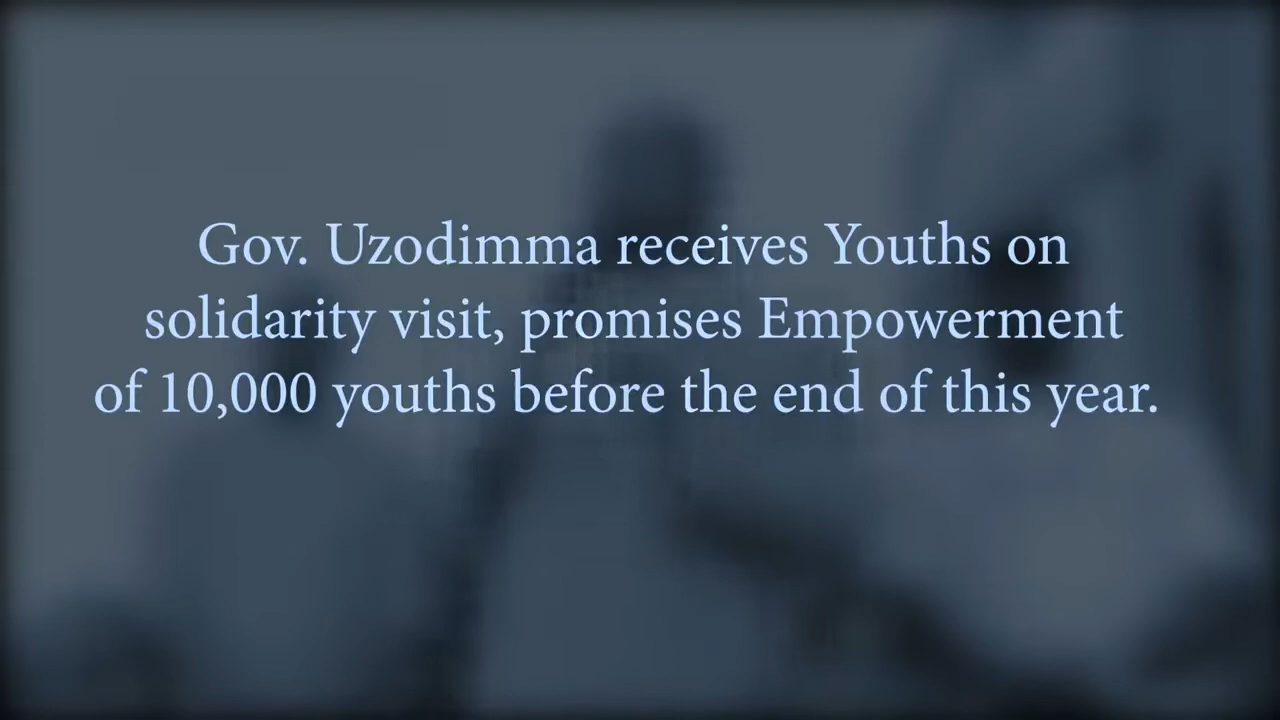 Gov. Uzodimma receives Youths on
solidarity visit, promises Empowerment
of 10,000 youths before the end of this year.